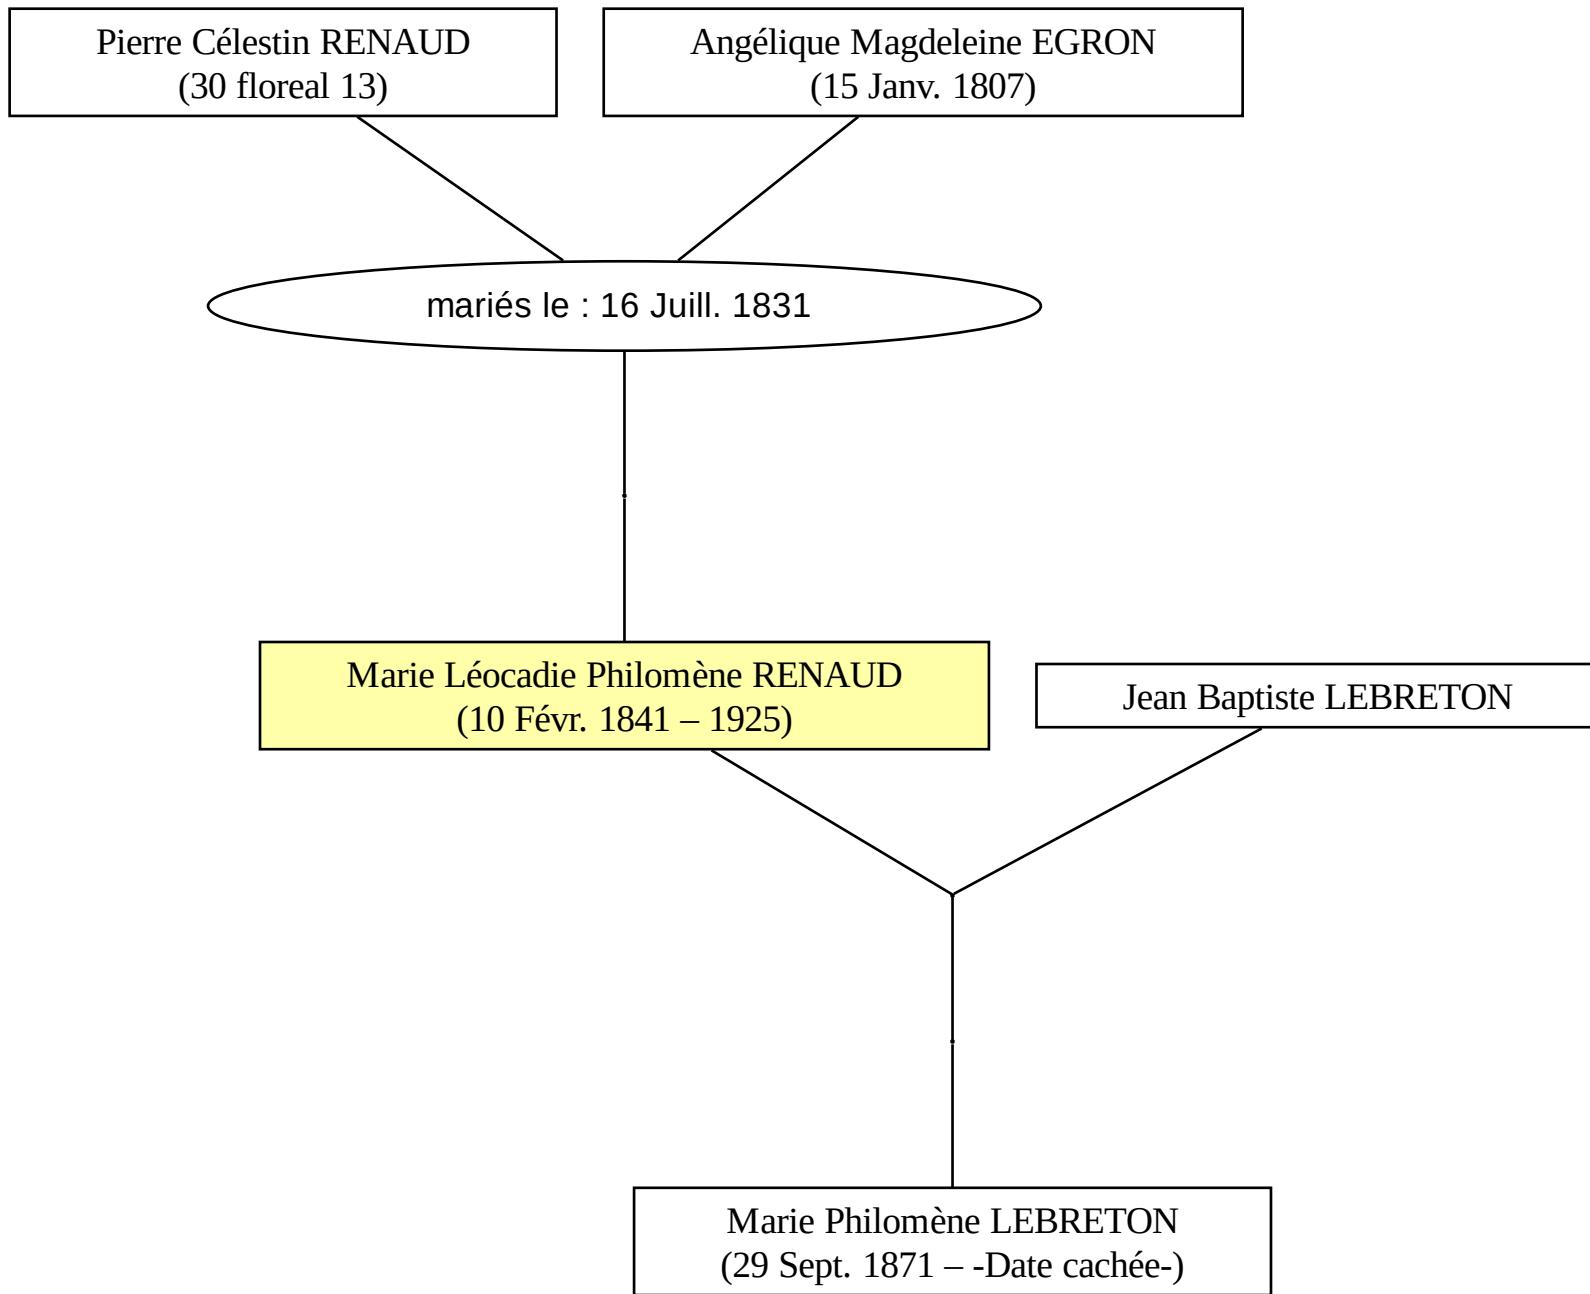 Pierre Célestin RENAUD
(30 floreal 13)
Angélique Magdeleine EGRON
(15 Janv. 1807)
mariés le : 16 Juill. 1831
Marie Léocadie Philomène RENAUD
(10 Févr. 1841 – 1925)
Jean Baptiste LEBRETON
Marie Philomène LEBRETON
(29 Sept. 1871 – -Date cachée-)